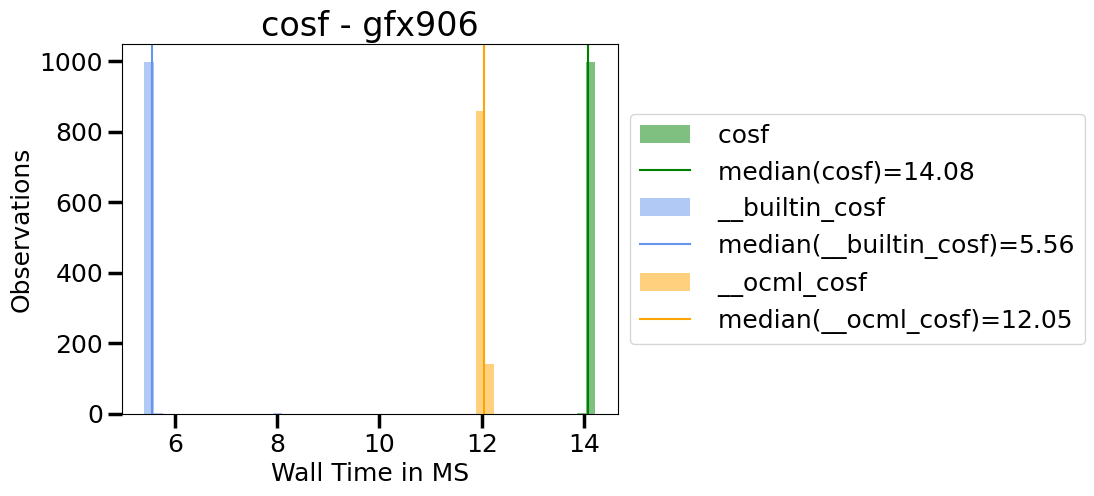 cosf - gfx906
Observations
1000
800
600
400
200
0
6 8 10 12 14
Wall Time in MS
cosf
median(cosf)=14.08
__builtin_cosf
median(__builtin_cosf)=5.56
__ocml_cosf
median(__ocml_cosf)=12.05